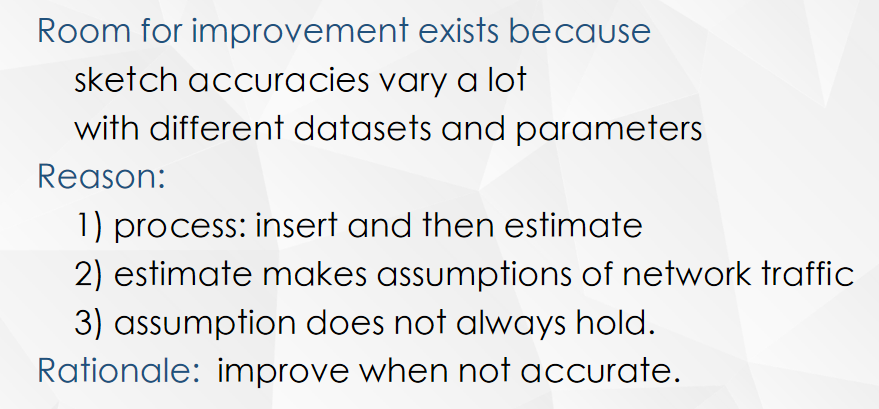 Room for improvement exists because
sketch accuracies vary a lot
with different datasets and parameters
Reason:
1) process: insert and then estimate
2) estimate makes assumptions of network traffic
3) assumption does not always hold.
Rationale: improve when not accurate.